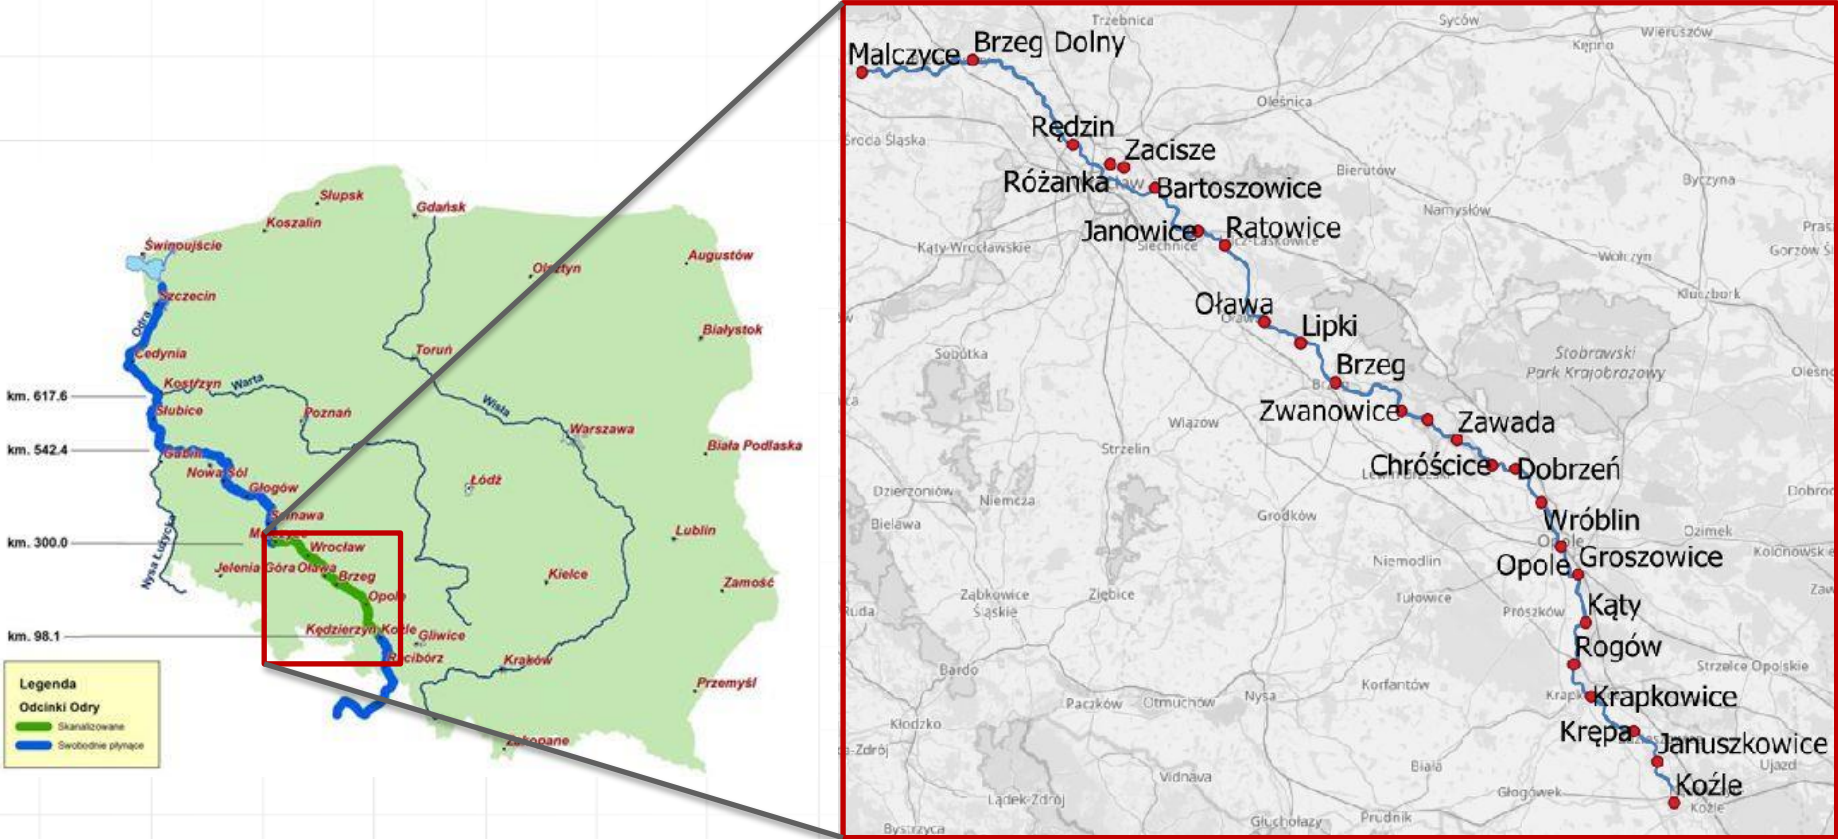 Słupsk
Gdańsk
Koszalin
Świnoujście
Augustów
Olsztyn
Szczecin
Odra
Białystok
Toruń
Cedynia
Kostrzyn
Warta
km. 617.6
Wisła
Słubice
Poznań
Warszawa
Biała Podlaska
km. 542.4
Nowa Sól
Łódź
Głogów
Lublin
km. 300.0
Wrocław
Nysa Łużycka
Jelenia Góra
Oława
Brzeg
Kielce
Zamość
Opole
Kędzierzyn Koźle
km. 98.1
Gliwice
Racibórz
Kraków
Przemyśl
Zakopane
Legenda
Odcinki Odry
Skanalizowane
Swobodnie płynące
Trzebnica
Syców
Wieruszów
Kępno
Malczyce
Brzeg Dolny
Oleśnica
Środa Śląska
Rędzin
Zacisze
Bierutów
Różanka
Bartoszowice
Byczyna
Namysłów
Janowice
Ratowice
Siechnice
Kąty-Wrocławskie
Wołczyn
Kluczbork
Oława
Lipki
Sobótka
Stobrawski
Park Krajobrazowy
Brzeg
Zwanowice
Wiązów
Zawada
Strzelin
Chróścice
Dobrzeń
Dzierżoniów
Niemcza
Bielawa
Grodków
Wróblin
Ozimek
Opole
Groszowice
Niemodlin
Ząbkowice
Śląskie
Ziębice
Tułowice
Prószków
Kąty
Rogów
Bardo
Strzelce Opolskie
Korfantów
Nysa
Paczków
Otmuchów
Krapkowice
Kłodzko
Krępa
Januszkowice
Ujazd
Biała
Vidnava
Koźle
Koźle
Lądek-Zdrój
Głogówek
Prudnik
Głuchołazy
Bystrzyca